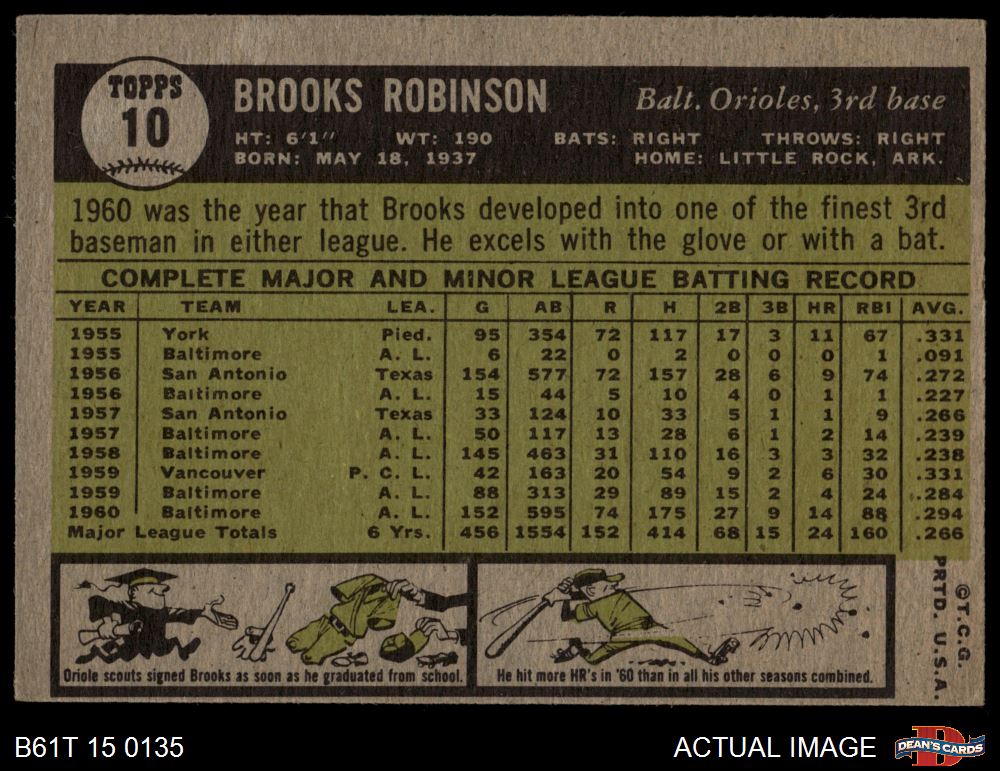 TOPPS
10
BROOKS ROBINSON
Balt. Orioles, 3rd base
HT: 6'1" WT: 190 BATS: RIGHT THROWS: RIGHT
BORN: MAY 18, 1937 HOME: LITTLE ROCK, ARK.
1960 was the year that Brooks developed into one of the finest 3rd
baseman in either league. He excels with the glove or with a bat.
COMPLETE MAJOR AND MINOR LEAGUE BATTING RECORD
YEAR TEAM LEA. G AB R H 2B 3B HR RBI AVG.
1955 York Pied. 95 354 72 117 17 3 11 67 .331
1955 Baltimore A. L. 6 22 0 2 0 0 0 1 .091
1956 San Antonio Texas 154 577 72 157 28 6 9 74 .272
1956 Baltimore A. L. 15 44 5 10 4 0 1 1 .227
1957 San Antonio Texas 33 124 10 33 5 1 1 9 .266
1957 Baltimore A. L. 50 117 13 28 6 1 2 14 .239
1958 Baltimore A. L. 145 463 31 110 16 3 3 32 .238
1959 Vancouver P. C. L. 42 163 20 54 9 2 6 30 .331
1959 Baltimore A. L. 88 313 29 89 15 2 4 24 .284
1960 Baltimore A. L. 152 595 74 175 27 9 14 88 .294
Major League Totals 6 Yrs. 456 1554 152 414 68 15 24 160 .266
Oriole scouts signed Brooks as soon as he graduated from school.
He hit more HR's in '60 than in all his other seasons combined.
©T.C.G.
PRTD. U.S.A.
B61T 15 0135
ACTUAL IMAGE
D
DEAN'S CARDS